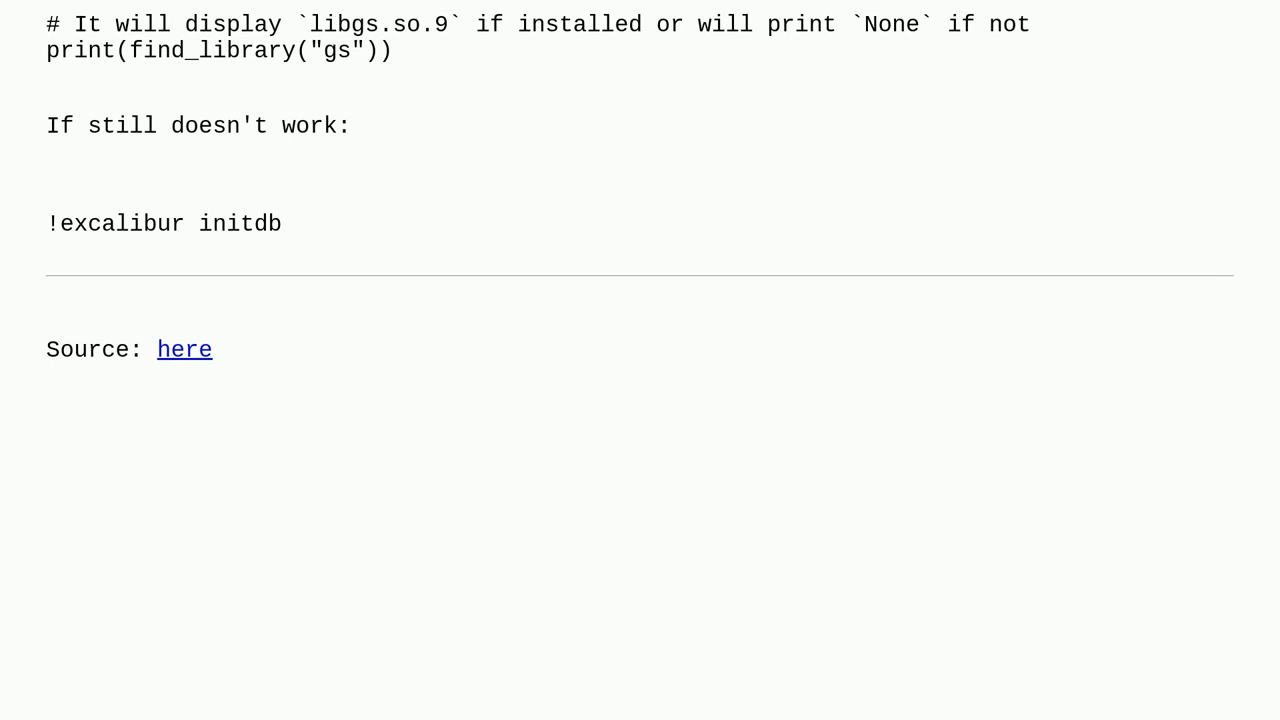 # It will display `libgs.so.9` if installed or will print `None` if not
print(find_library("gs"))
If still doesn't work:
!excalibur initdb
Source: here